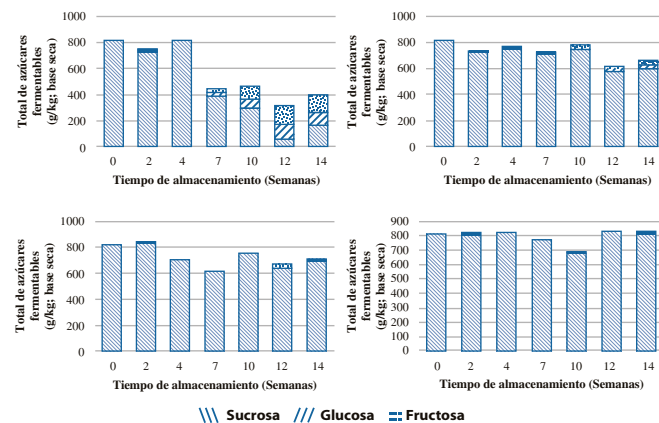 Total de azúcares
fermentables
(g/kg; base seca)
1000
800
600
400
200
0
0 2 4 7 10 12 14
Tiempo de almacenamiento (Semanas)
Total de azúcares
fermentables
(g/kg; base seca)
1000
800
600
400
200
0
0 2 4 7 10 12 14
Tiempo de almacenamiento (Semanas)
Total de azúcares
fermentables
(g/kg; base seca)
1000
800
600
400
200
0
0 2 4 7 10 12 14
Tiempo de almacenamiento (Semanas)
Total de azúcares
fermentables
(g/kg; base seca)
900
800
700
600
500
400
300
200
100
0
0 2 4 7 10 12 14
Tiempo de almacenamiento (Semanas)
Sucrosa Glucosa Fructosa